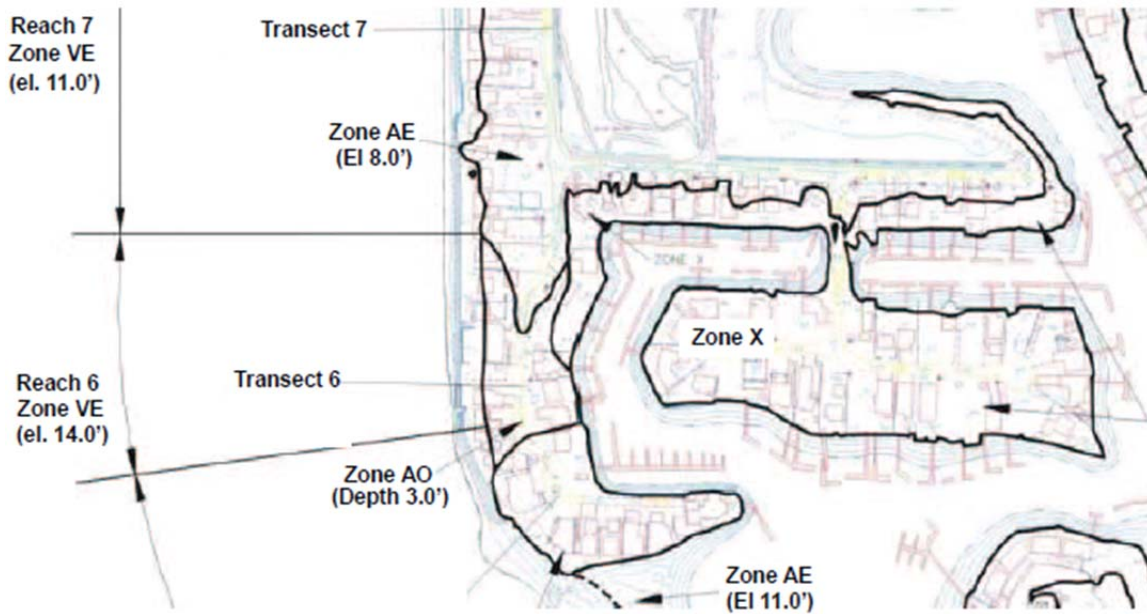 Reach 7
Zone VE
(el. 11.0')
Transect 7
Zone AE
(El 8.0')
ZONE X
Zone X
Reach 6
Zone VE
(el. 14.0')
Transect 6
Zone AO
(Depth 3.0')
Zone AE
(El 11.0')